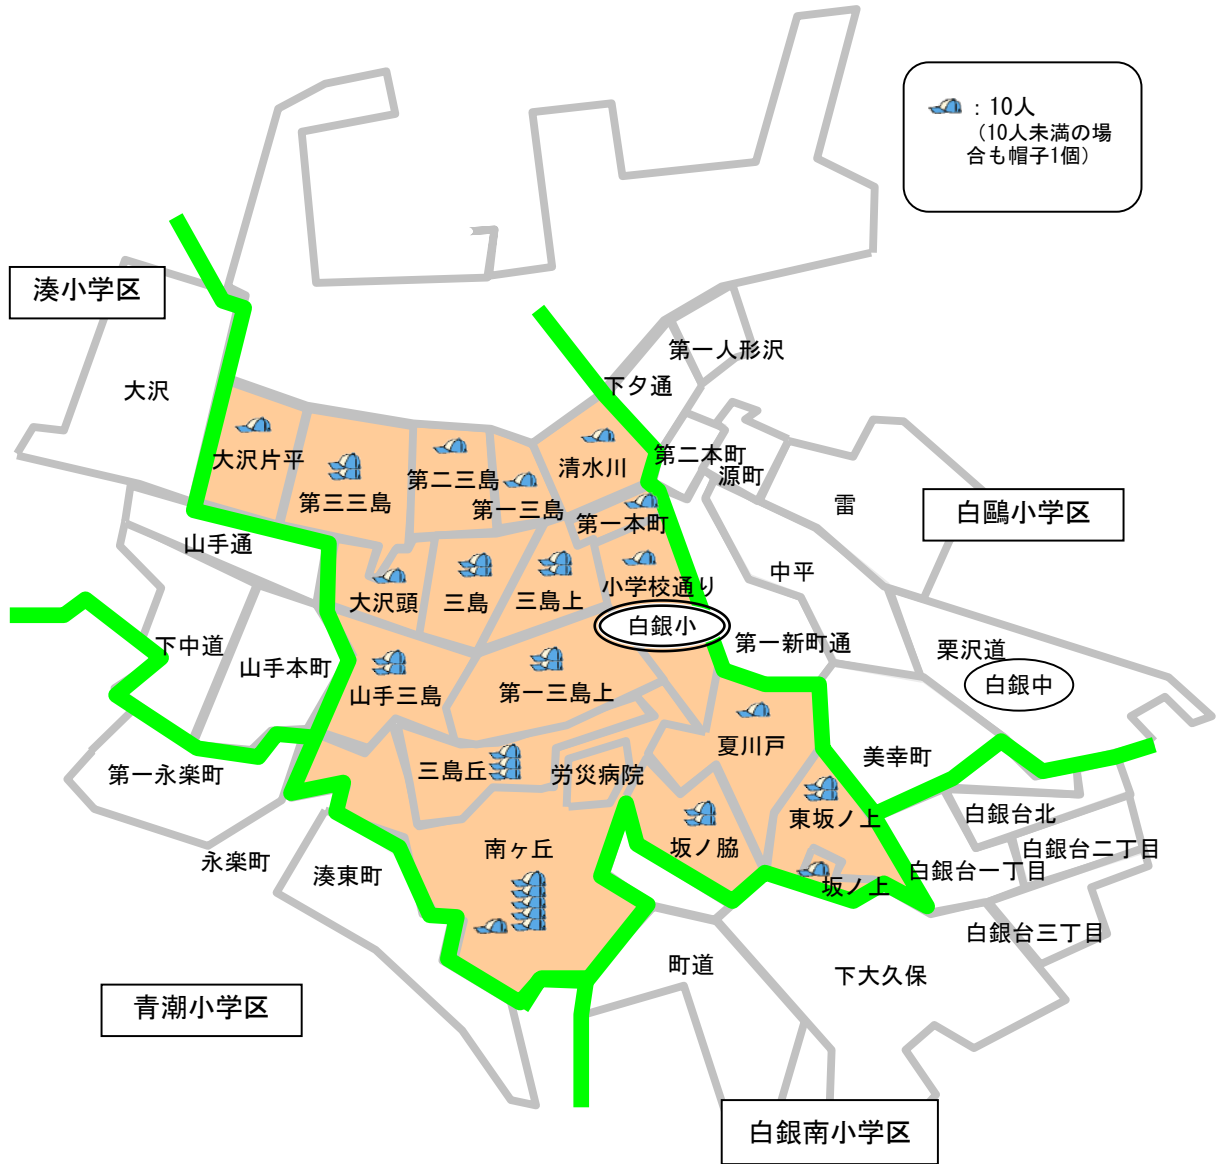 ：10人
（10人未満の場
合も帽子1個）
湊小学区
第一人形沢
下夕通
大沢
大沢片平
第三三島
第二三島
第一三島
清水川
第二本町
源町
第一本町
雷
白鷗小学区
山手通
大沢頭
三島
三島上
小学校通り
中平
白銀小
下中道
山手本町
第一新町通
栗沢道
白銀中
山手三島
第一三島上
夏川戸
美幸町
第一永楽町
三島丘
労災病院
東坂ノ上
白銀台北
永楽町
湊東町
南ヶ丘
坂ノ脇
坂ノ上
白銀台一丁目
白銀台二丁目
白銀台三丁目
町道
下大久保
青潮小学区
白銀南小学区